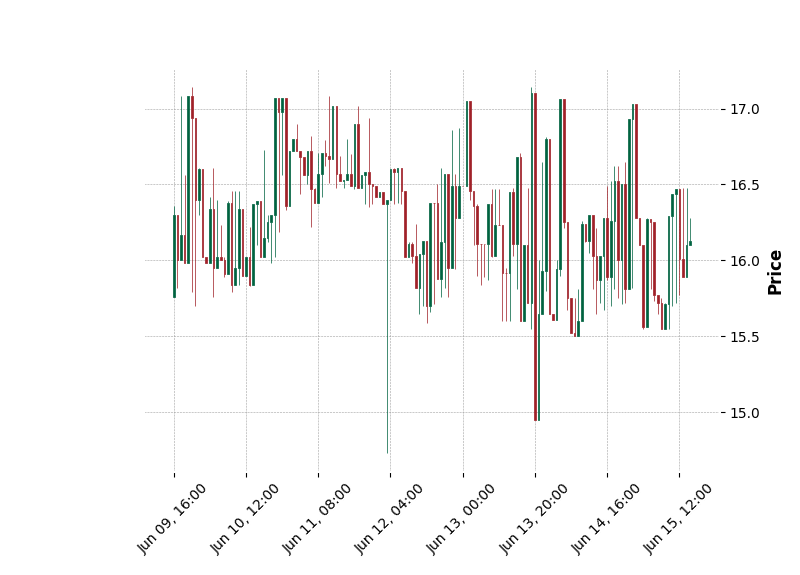 17.0
16.5
16.0
15.5
15.0
Price
Jun 09, 16:00
Jun 10, 12:00
Jun 11, 08:00
Jun 12, 04:00
Jun 13, 00:00
Jun 13, 20:00
Jun 14, 16:00
Jun 15, 12:00